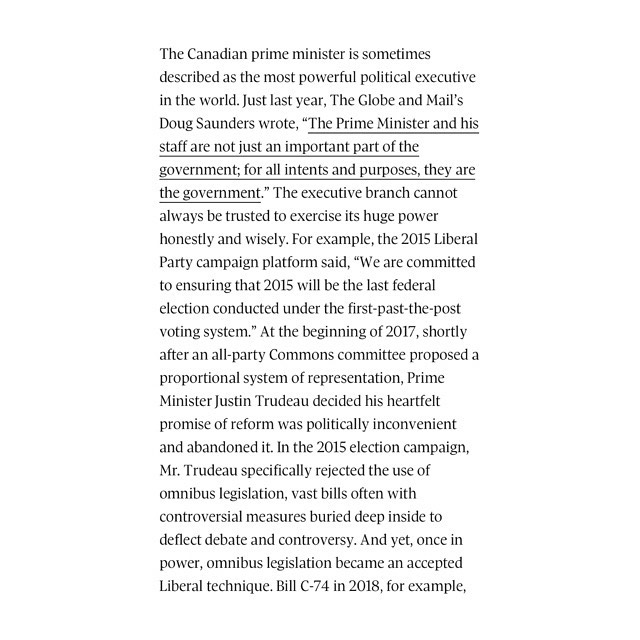 The Canadian prime minister is sometimes
described as the most powerful political executive
in the world. Just last year, The Globe and Mail’s
Doug Saunders wrote, “The Prime Minister and his
staff are not just an important part of the
government; for all intents and purposes, they are
the government.” The executive branch cannot
always be trusted to exercise its huge power
honestly and wisely. For example, the 2015 Liberal
Party campaign platform said, “We are committed
to ensuring that 2015 will be the last federal
election conducted under the first-past-the-post
voting system.” At the beginning of 2017, shortly
after an all-party Commons committee proposed a
proportional system of representation, Prime
Minister Justin Trudeau decided his heartfelt
promise of reform was politically inconvenient
and abandoned it. In the 2015 election campaign,
Mr. Trudeau specifically rejected the use of
omnibus legislation, vast bills often with
controversial measures buried deep inside to
deflect debate and controversy. And yet, once in
power, omnibus legislation became an accepted
Liberal technique. Bill C-74 in 2018, for example,